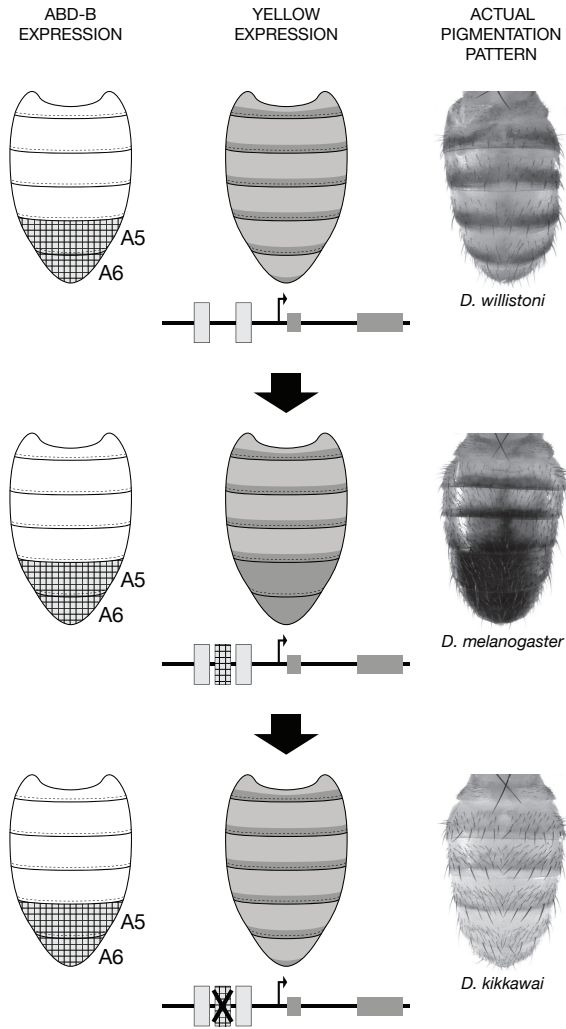 ABD-B
EXPRESSION
YELLOW
EXPRESSION
ACTUAL
PIGMENTATION
PATTERN
A5
A6
D. willistoni
A5
A6
D. melanogaster
A5
A6
D. kikkawai